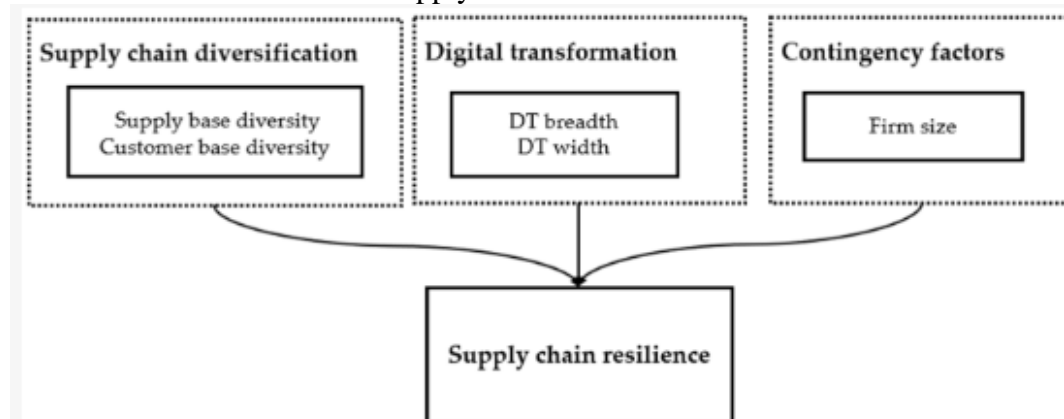 upply
Supply chain diversification
Supply base diversity
Customer base diversity
Digital transformation
DT breadth
DT width
Contingency factors
Firm size
Supply chain resilience